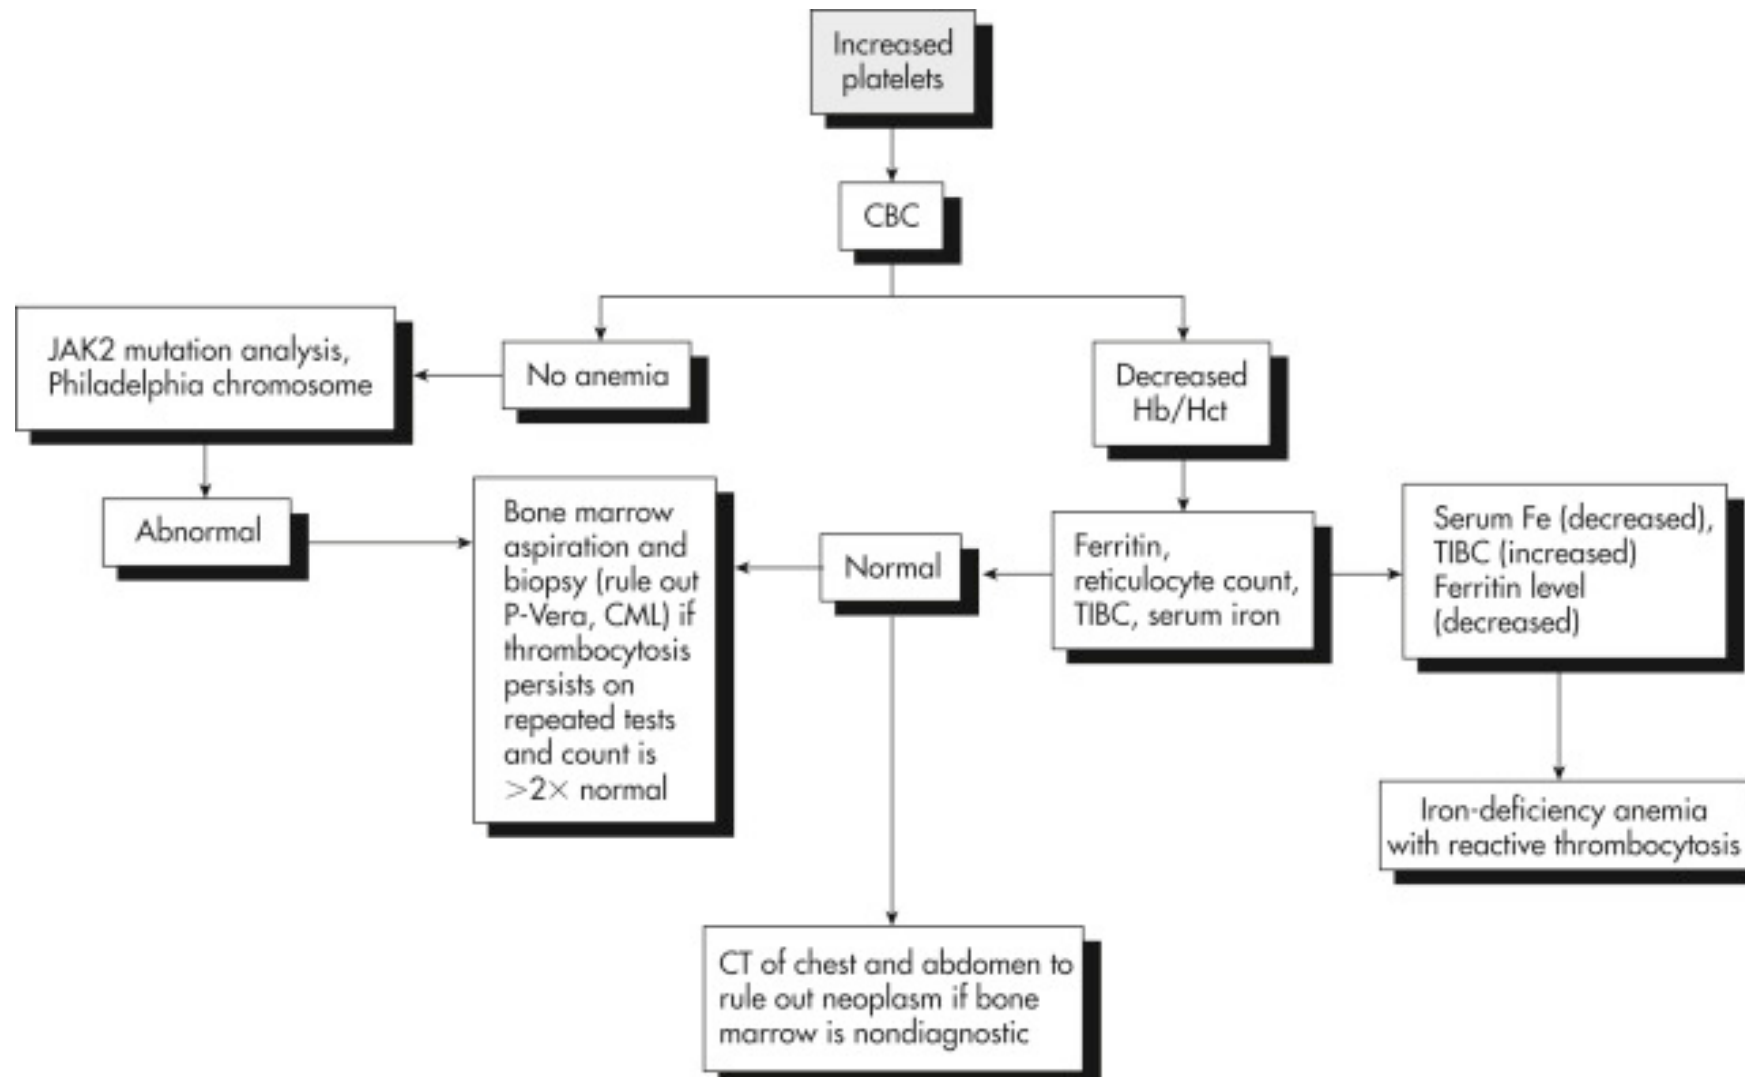 Increased
platelets
CBC
JAK2 mutation analysis,
Philadelphia chromosome
No anemia
Decreased
Hb/Hct
Abnormal
Bone marrow
aspiration and
biopsy (rule out
P-Vera, CML) if
thrombocytosis
persists on
repeated tests
and count is
>2× normal
Normal
Ferritin,
reticulocyte count,
TIBC, serum iron
Serum Fe (decreased),
TIBC (increased)
Ferritin level
(decreased)
Iron-deficiency anemia
with reactive thrombocytosis
CT of chest and abdomen to
rule out neoplasm if bone
marrow is nondiagnostic